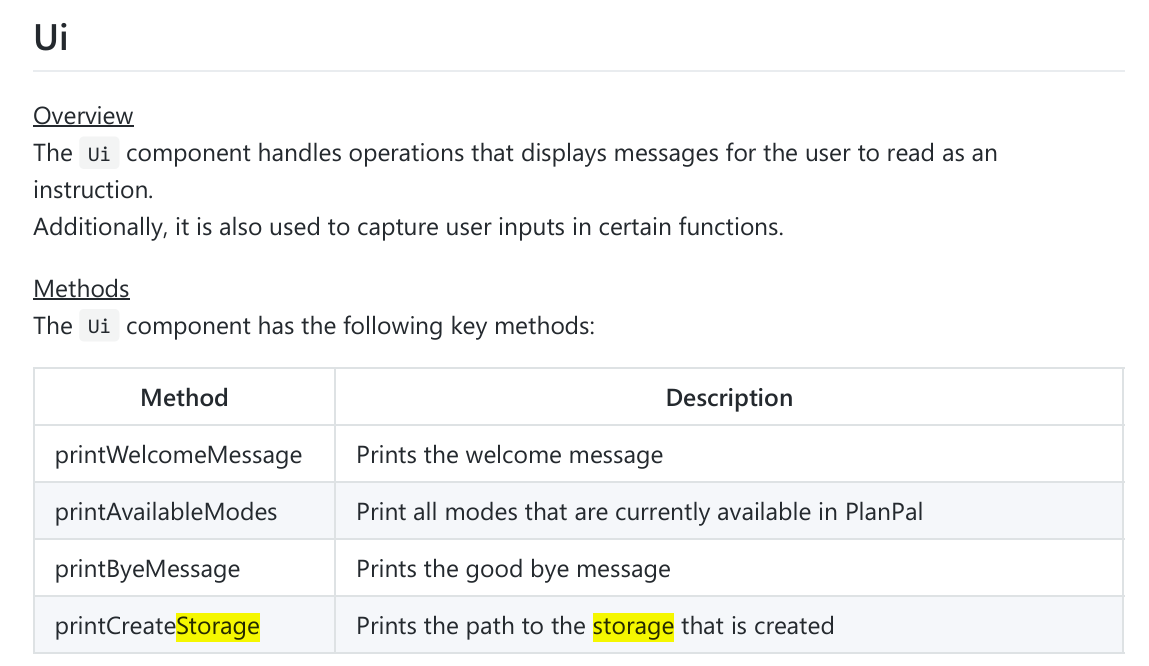 Ui
Overview
The Ui component handles operations that displays messages for the user to read as an
instruction.
Additionally, it is also used to capture user inputs in certain functions.
Methods
The Ui component has the following key methods:
Method Description
printWelcomeMessage Prints the welcome message
printAvailableModes Print all modes that are currently available in PlanPal
printByeMessage Prints the good bye message
printCreateStorage Prints the path to the storage that is created